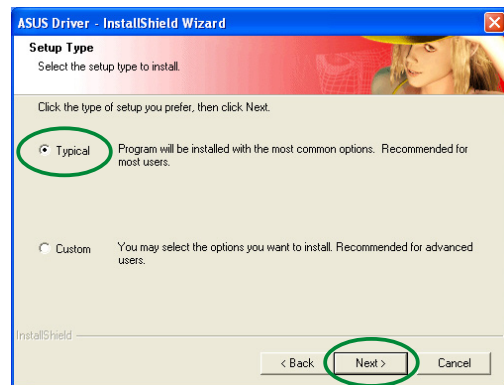 ASUS Driver - InstallShield Wizard
Setup Type
Select the setup type to install.
Click the type of setup you prefer, then click Next.
Typical
Program will be installed with the most common options. Recommended for
most users.
Custom
You may select the options you want to install. Recommended for advanced
users.
InstallShield
< Back
Next >
Cancel